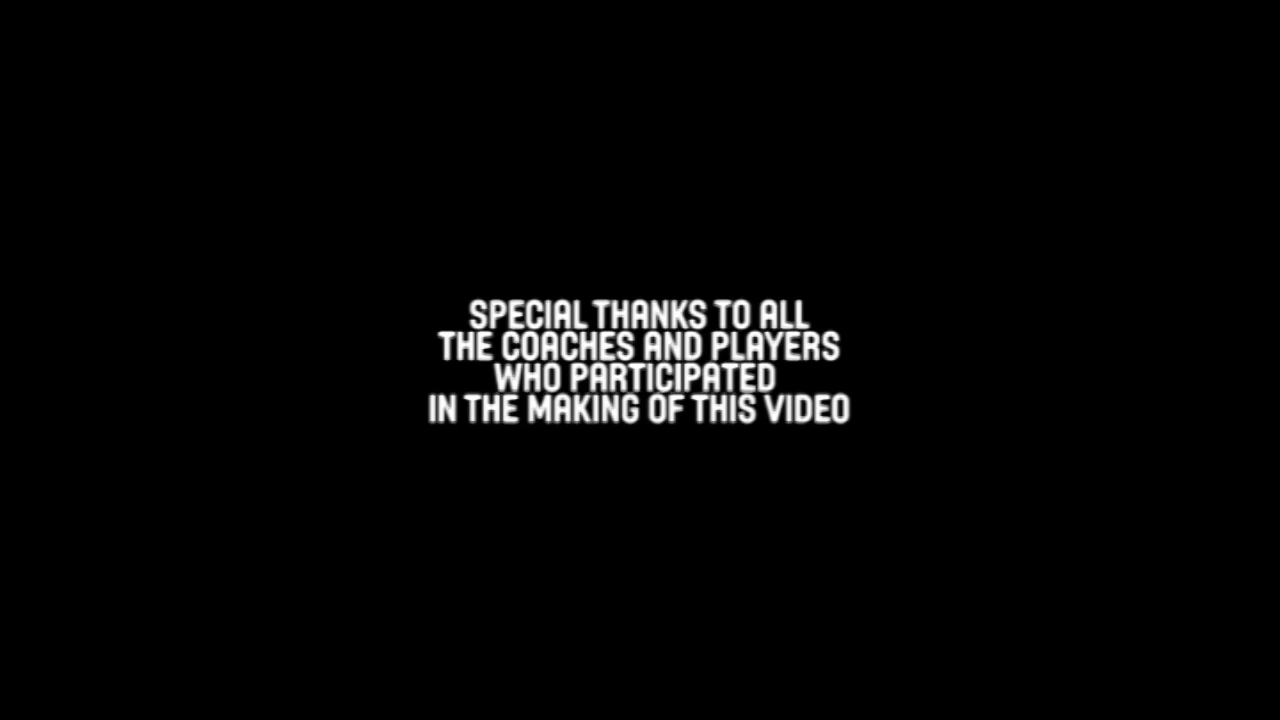 SPECIAL THANKS TO ALL
THE COACHES AND PLAYERS
WHO PARTICIPATED
IN THE MAKING OF THIS VIDEO